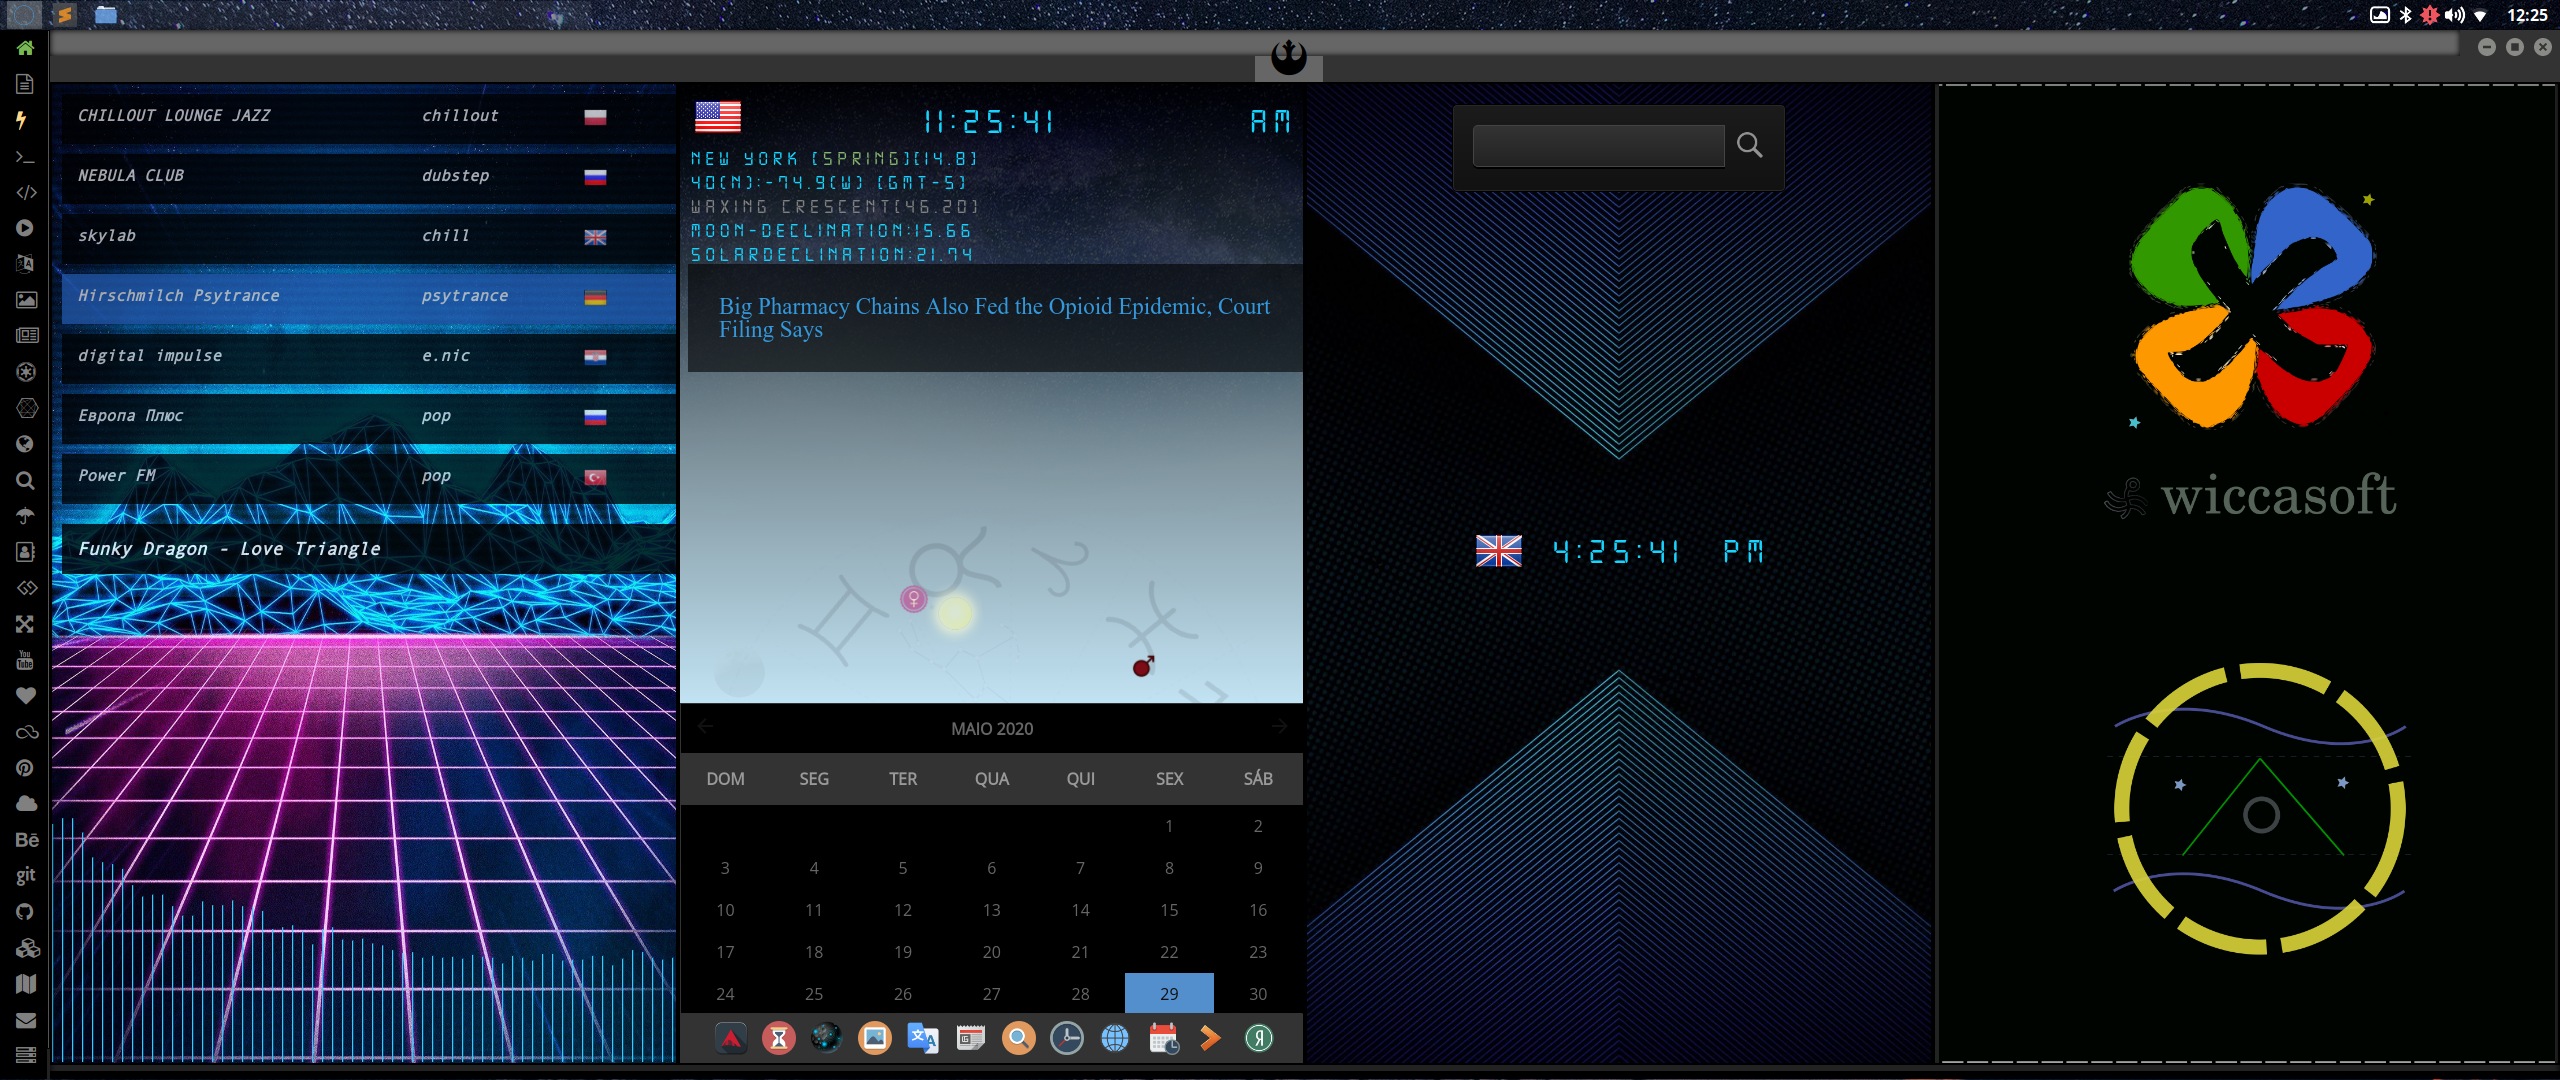 12:25
CHILLOUT LOUNGE JAZZ chillout
NEBULA CLUB dubstep
skylab chill
Hirschmilch Psytrance psytrance
digital impulse e.nic
Европа Плюс pop
Power FM pop
Funky Dragon - Love Triangle
You
Tube
Bē
git
11:25:41 AM
NEW YORK [SPRING][14.8]
40(N):-74.9(W) [GMT-5]
WAXING CRESCENT[46.20]
MOON-DECLINATION:15.66
SOLARDECLINATION:21.74
Big Pharmacy Chains Also Fed the Opioid Epidemic, Court
Filing Says
MAIO 2020
DOM SEG TER QUA QUI SEX SÁB
1 2
3 4 5 6 7 8 9
10 11 12 13 14 15 16
17 18 19 20 21 22 23
24 25 26 27 28 29 30
4:25:41 PM
wiccasoft